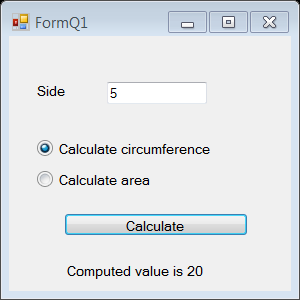 FormQ1
Side 5
Calculate circumference
Calculate area
Calculate
Computed value is 20